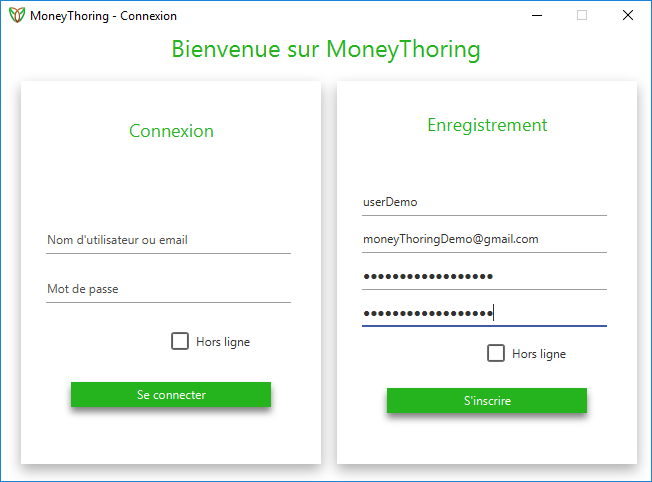 MoneyThoring - Connexion
Bienvenue sur MoneyThoring
Connexion
Nom d'utilisateur ou email
Mot de passe
Hors ligne
Se connecter
Enregistrement
userDemo
moneyThoringDemo@gmail.com
••••••••••••••••••
••••••••••••••••••
Hors ligne
S'inscrire